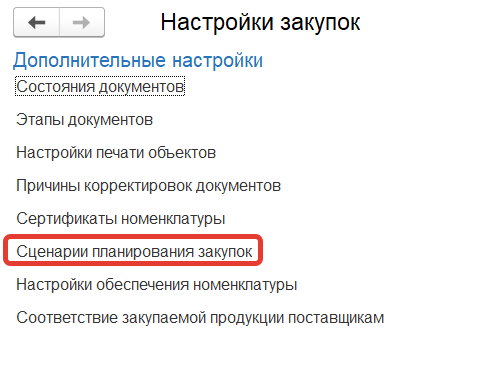 Настройки закупок
Дополнительные настройки
Состояния документов
Этапы документов
Настройки печати объектов
Причины корректировок документов
Сертификаты номенклатуры
Сценарии планирования закупок
Настройки обеспечения номенклатуры
Соответствие закупаемой продукции поставщикам